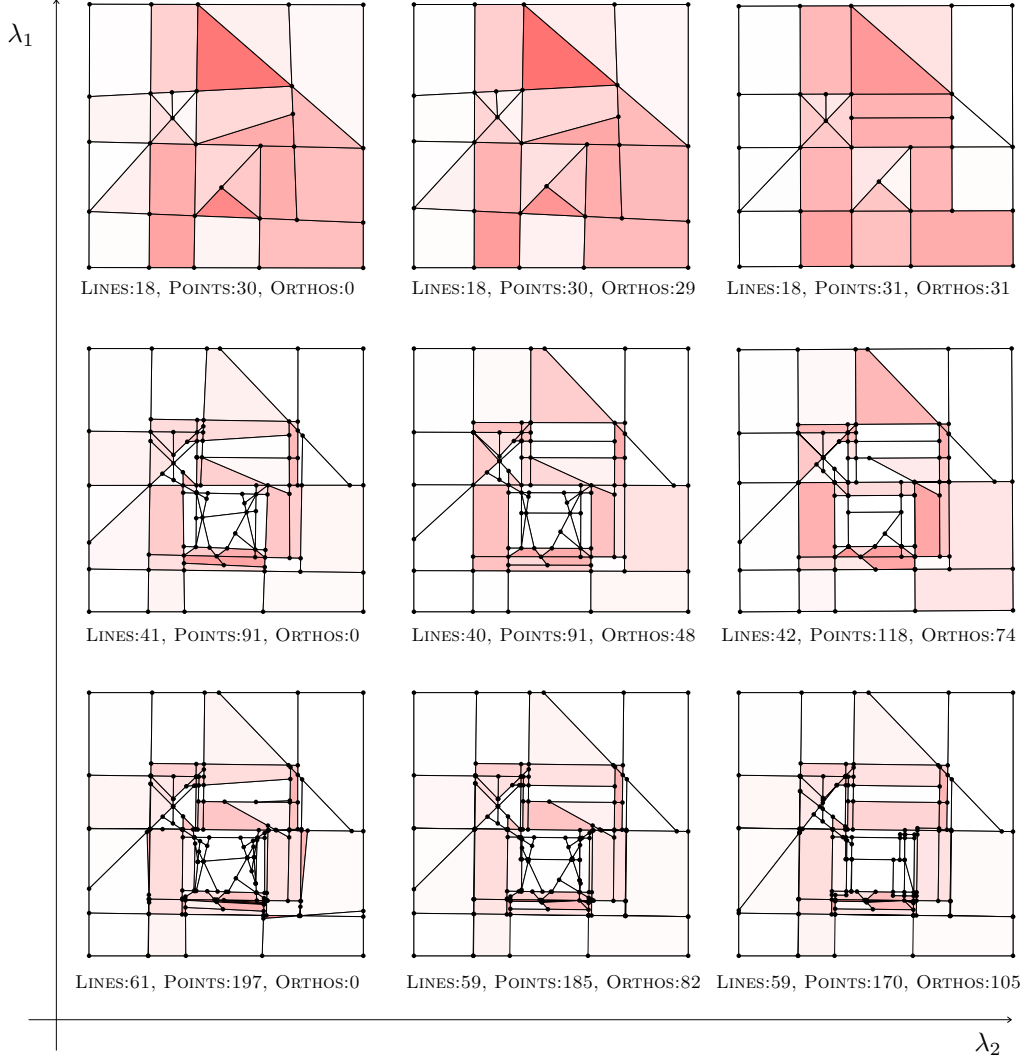 λ1
LINES:18, POINTS:30, ORTHOS:0
LINES:18, POINTS:30, ORTHOS:29
LINES:18, POINTS:31, ORTHOS:31
LINES:41, POINTS:91, ORTHOS:0
LINES:40, POINTS:91, ORTHOS:48
LINES:42, POINTS:118, ORTHOS:74
LINES:61, POINTS:197, ORTHOS:0
LINES:59, POINTS:185, ORTHOS:82
LINES:59, POINTS:170, ORTHOS:105
λ2